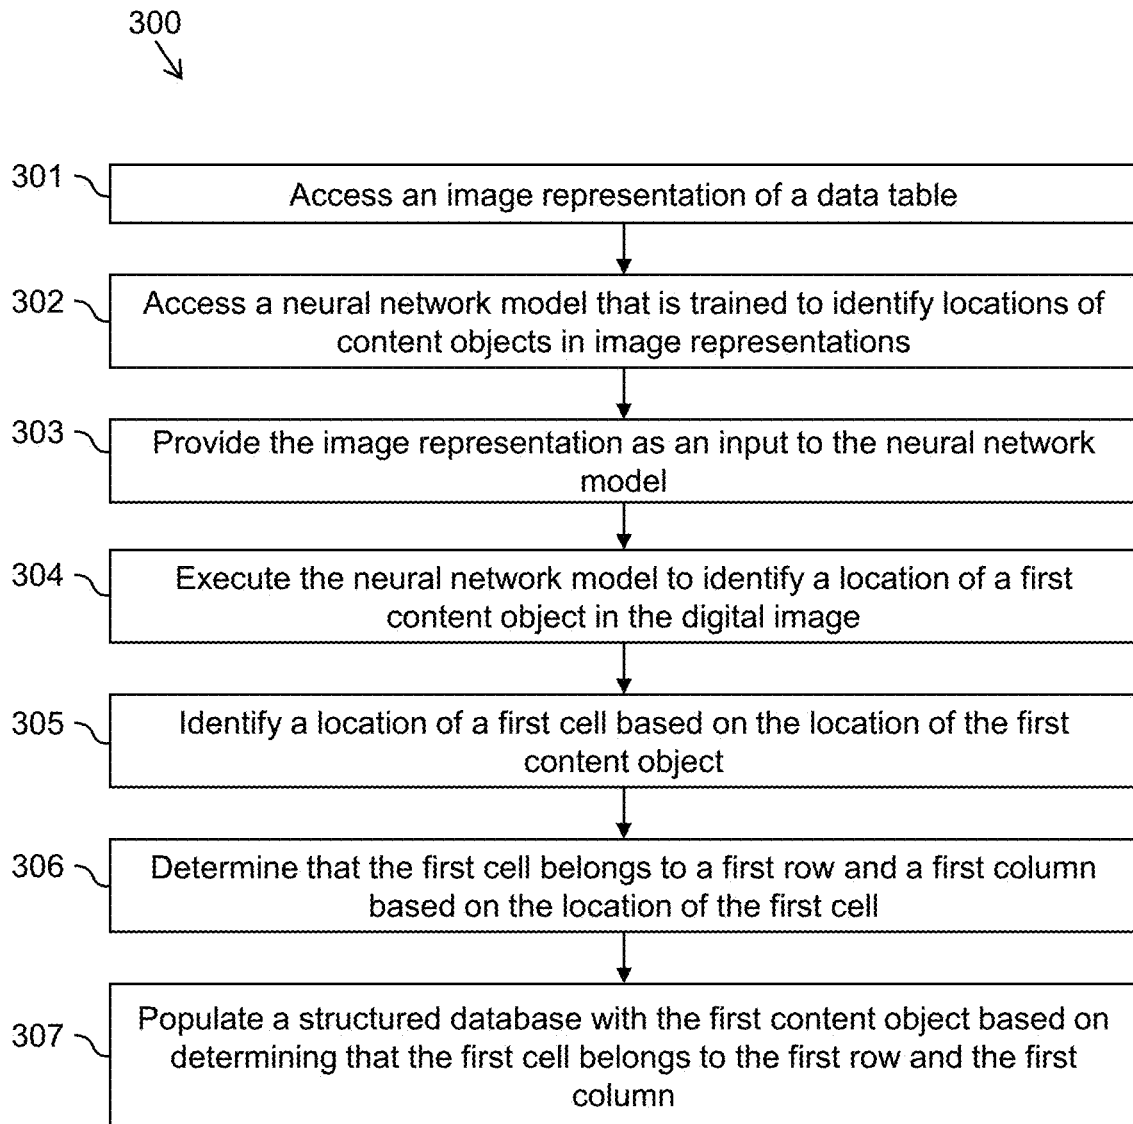 300
301
Access an image representation of a data table
302
Access a neural network model that is trained to identify locations of
content objects in image representations
303
Provide the image representation as an input to the neural network
model
304
Execute the neural network model to identify a location of a first
content object in the digital image
305
Identify a location of a first cell based on the location of the first
content object
306
Determine that the first cell belongs to a first row and a first column
based on the location of the first cell
307
Populate a structured database with the first content object based on
determining that the first cell belongs to the first row and the first
column